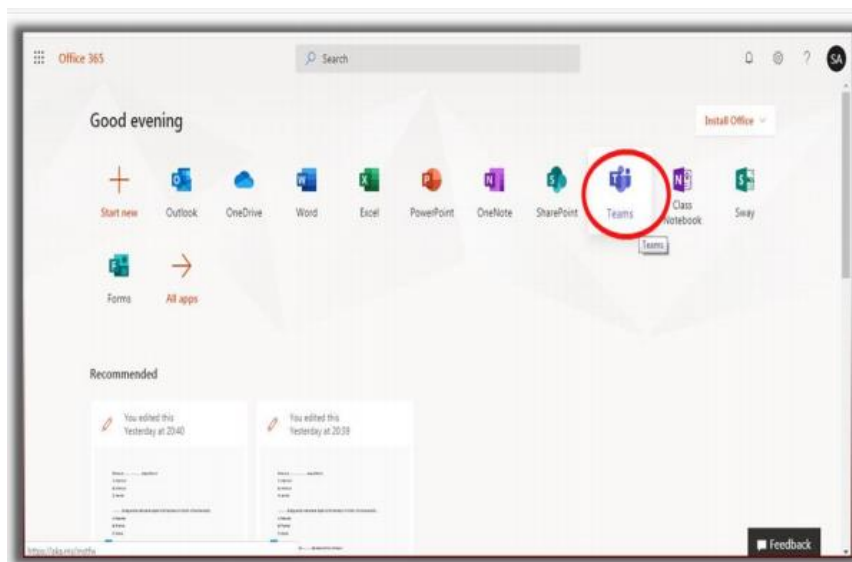 Office 365
Search
?
SA
Good evening
Install Office
Start new
Outlook
OneDrive
Word
Excel
PowerPoint
OneNote
SharePoint
Teams
Class Notebook
Sway
Teams
Forms
All apps
Recommended
You edited this
Yesterday at 20:40
You edited this
Yesterday at 20:39
Feedback